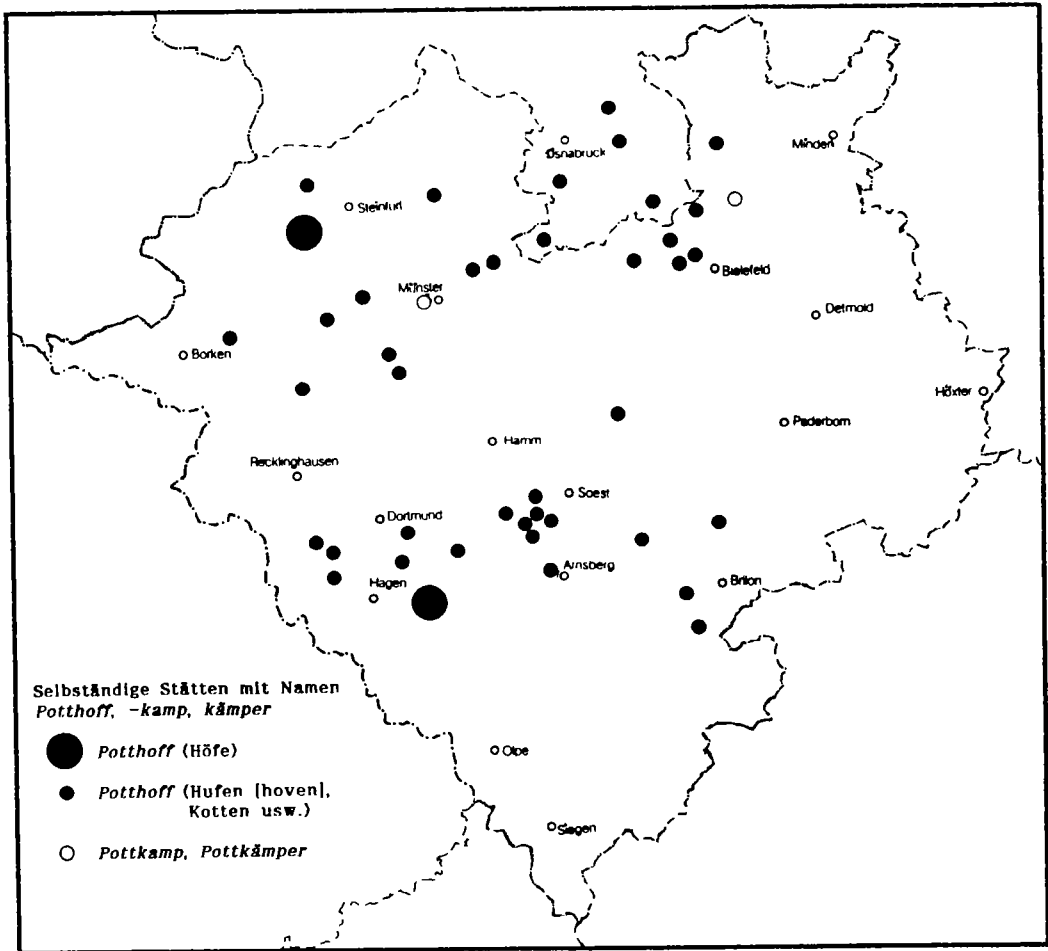 Osnabruck
Minden
Steinfurt
Bielefeld
Münster
Detmold
Borken
Höxter
Paderborn
Hamm
Recklinghausen
Soest
Dortmund
Arnsberg
Hagen
Brilon
Selbständige Stätten mit Namen
Potthoff, -kamp, kämper
Potthoff (Höfe)
Olpe
Potthoff (Hufen [hoven],
Kotten usw.)
Siegen
Pottkamp, Pottkämper